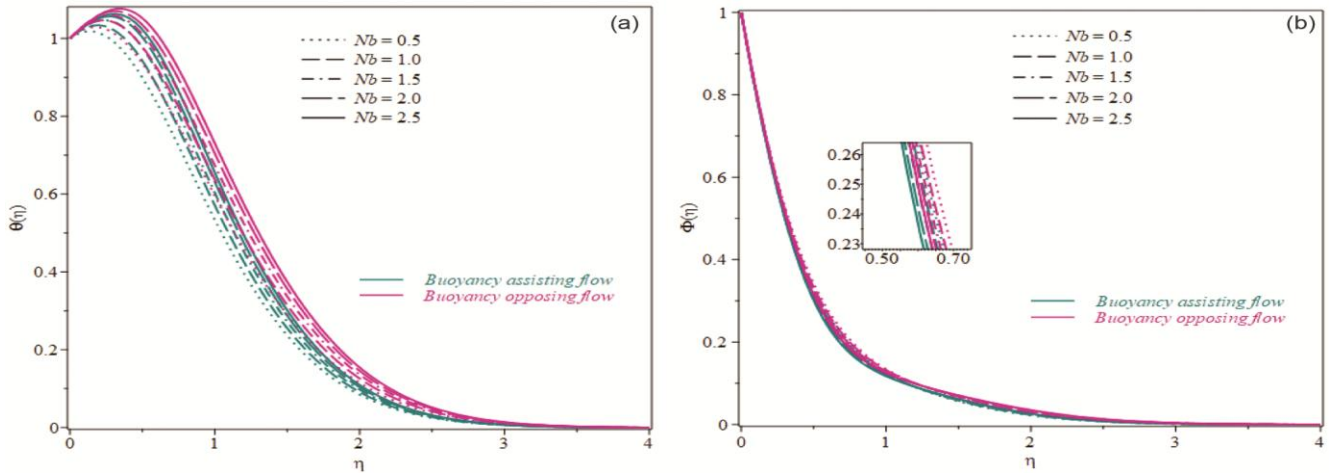 (a)
Nb = 0.5
Nb = 1.0
Nb = 1.5
Nb = 2.0
Nb = 2.5
Buoyancy assisting flow
Buoyancy opposing flow
θ(η)
1
0.8
0.6
0.4
0.2
0
0
1
2
3
4
η
(b)
Nb = 0.5
Nb = 1.0
Nb = 1.5
Nb = 2.0
Nb = 2.5
0.26
0.25
0.24
0.23
0.50
0.60
0.70
Buoyancy assisting flow
Buoyancy opposing flow
Φ(η)
1
0.8
0.6
0.4
0.2
0
0
1
2
3
4
η